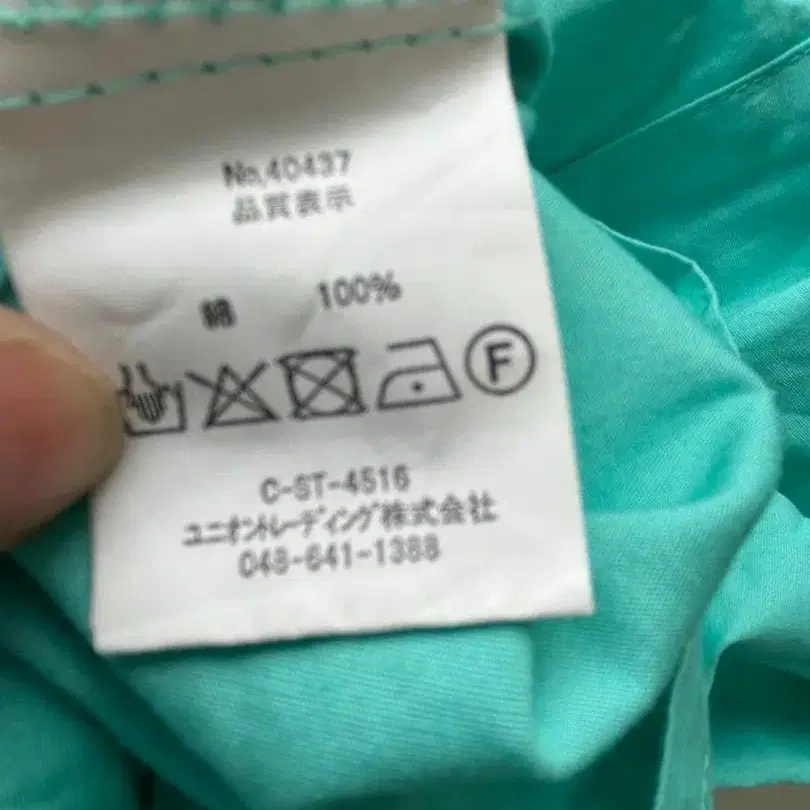 No.40437
品質表示
綿 100%
F
C-ST-4516
ユニオントレーディング株式会社
048-641-1388